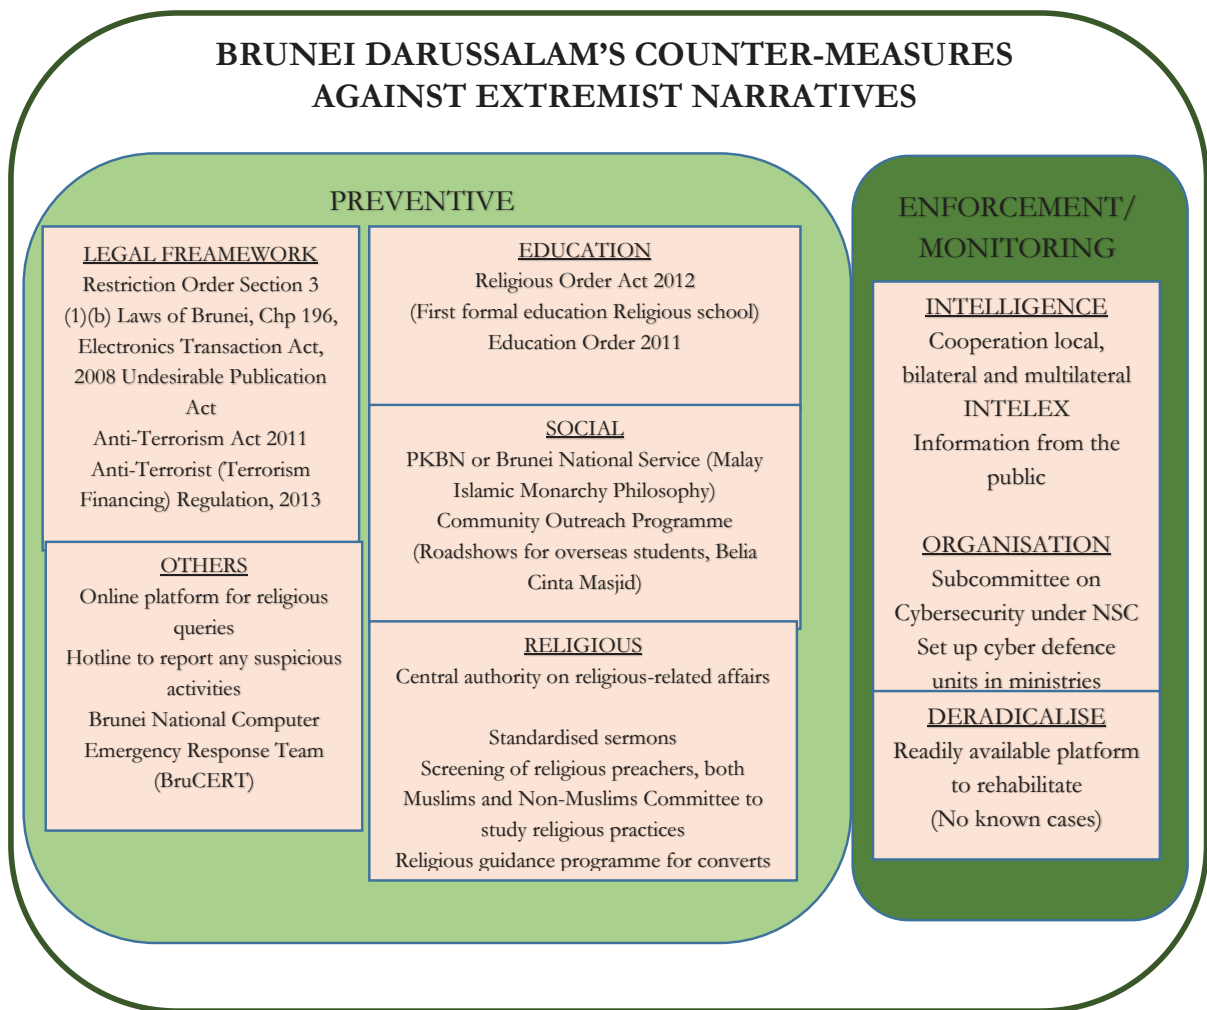 BRUNEI DARUSSALAM’S COUNTER-MEASURES
AGAINST EXTREMIST NARRATIVES
PREVENTIVE
LEGAL FREAMEWORK
Restriction Order Section 3
(1)(b) Laws of Brunei, Chp 196,
Electronics Transaction Act,
2008 Undesirable Publication
Act
Anti-Terrorism Act 2011
Anti-Terrorist (Terrorism
Financing) Regulation, 2013
OTHERS
Online platform for religious
queries
Hotline to report any suspicious
activities
Brunei National Computer
Emergency Response Team
(BruCERT)
EDUCATION
Religious Order Act 2012
(First formal education Religious school)
Education Order 2011
SOCIAL
PKBN or Brunei National Service (Malay
Islamic Monarchy Philosophy)
Community Outreach Programme
(Roadshows for overseas students, Belia
Cinta Masjid)
RELIGIOUS
Central authority on religious-related affairs
Standardised sermons
Screening of religious preachers, both
Muslims and Non-Muslims Committee to
study religious practices
Religious guidance programme for converts
ENFORCEMENT/
MONITORING
INTELLIGENCE
Cooperation local,
bilateral and multilateral
INTELEX
Information from the
public
ORGANISATION
Subcommittee on
Cybersecurity under NSC
Set up cyber defence
units in ministries
DERADICALISE
Readily available platform
to rehabilitate
(No known cases)